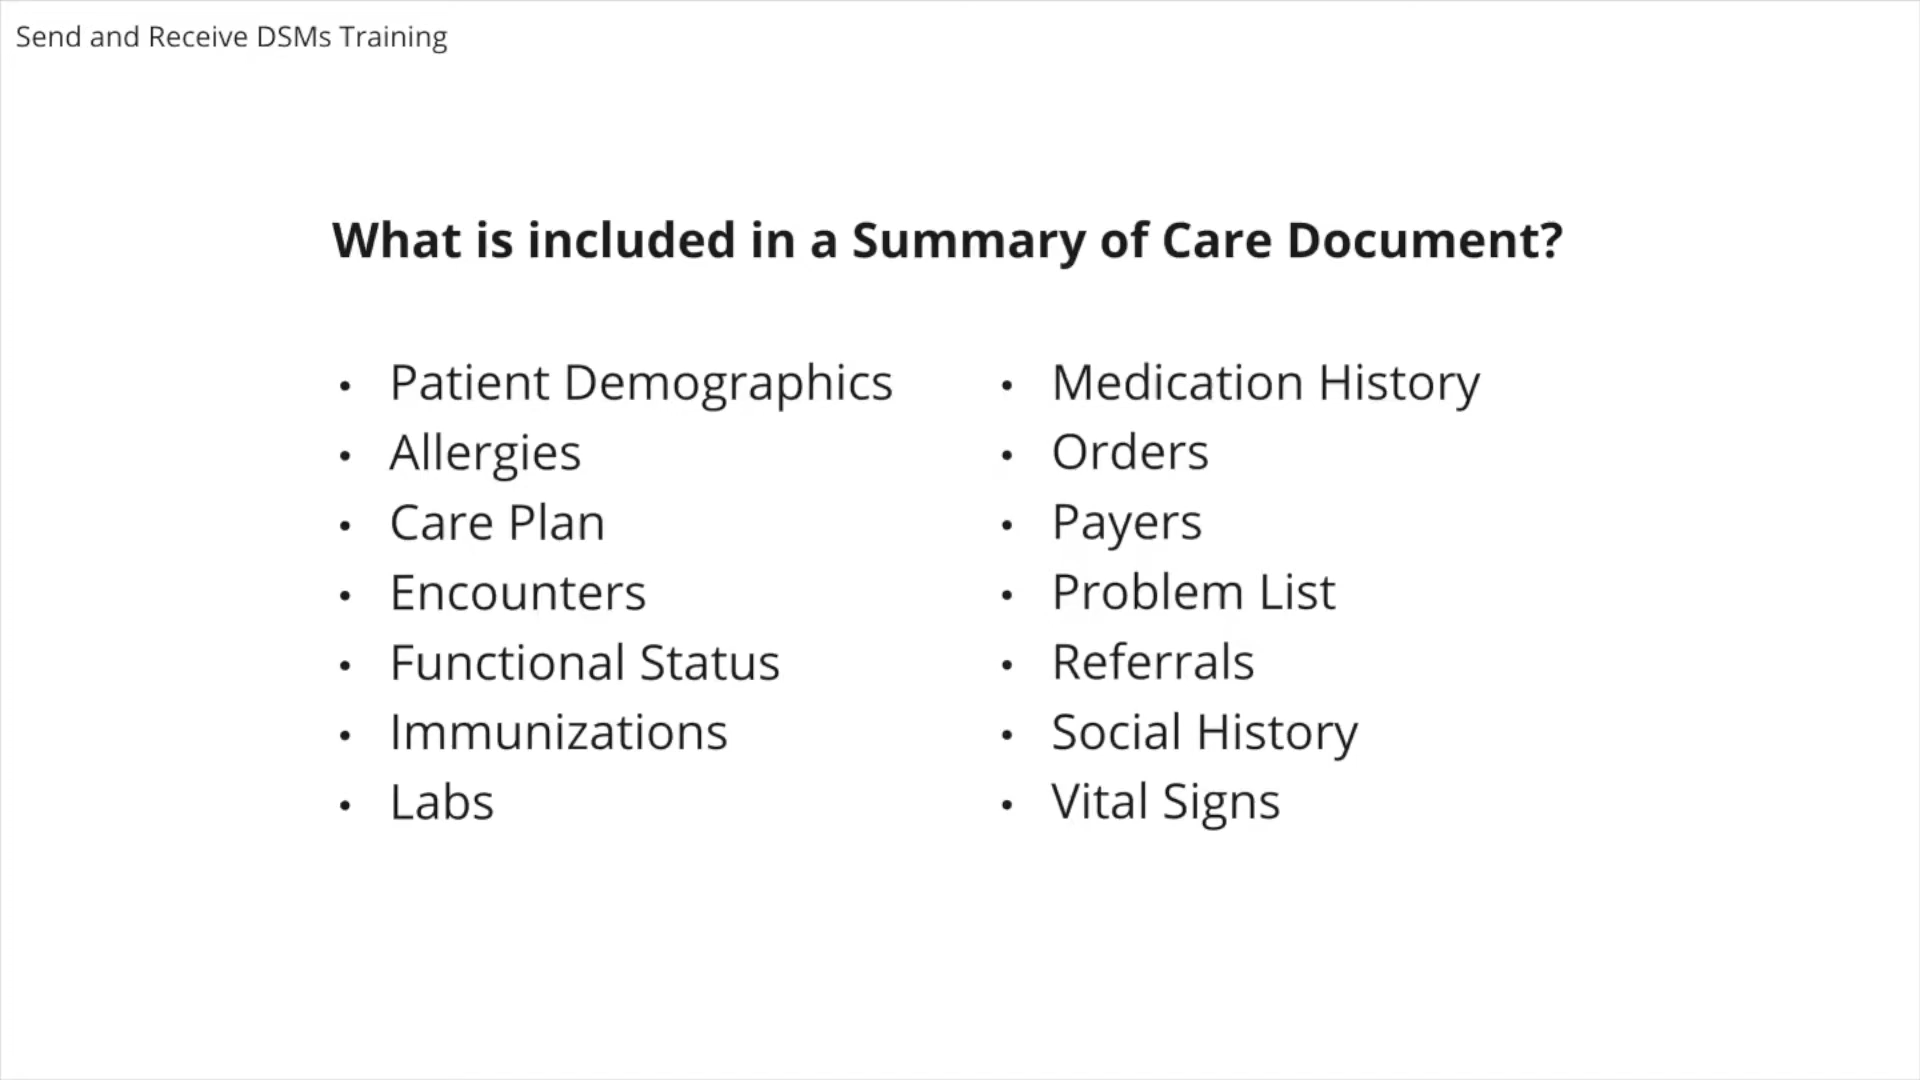 Send and Receive DSMs Training
What is included in a Summary of Care Document?
• Patient Demographics
• Allergies
• Care Plan
• Encounters
• Functional Status
• Immunizations
• Labs
• Medication History
• Orders
• Payers
• Problem List
• Referrals
• Social History
• Vital Signs